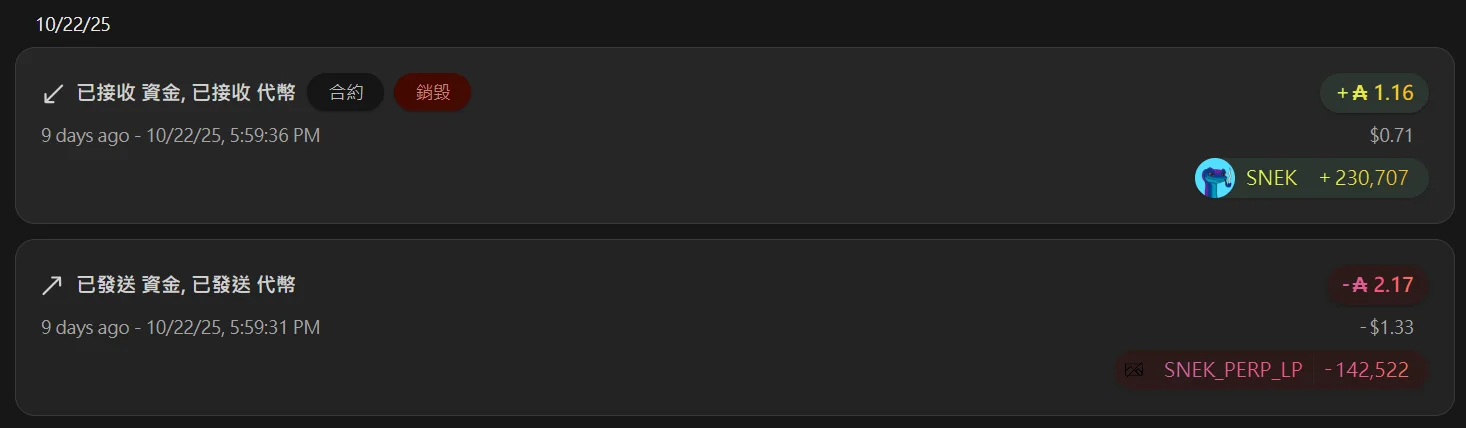 10/22/25
已接收 資金, 已接收 代幣 合約 銷毀 +₳ 1.16
9 days ago - 10/22/25, 5:59:36 PM $0.71
SNEK + 230,707
已發送 資金, 已發送 代幣 -₳ 2.17
9 days ago - 10/22/25, 5:59:31 PM -$1.33
SNEK_PERP_LP -142,522